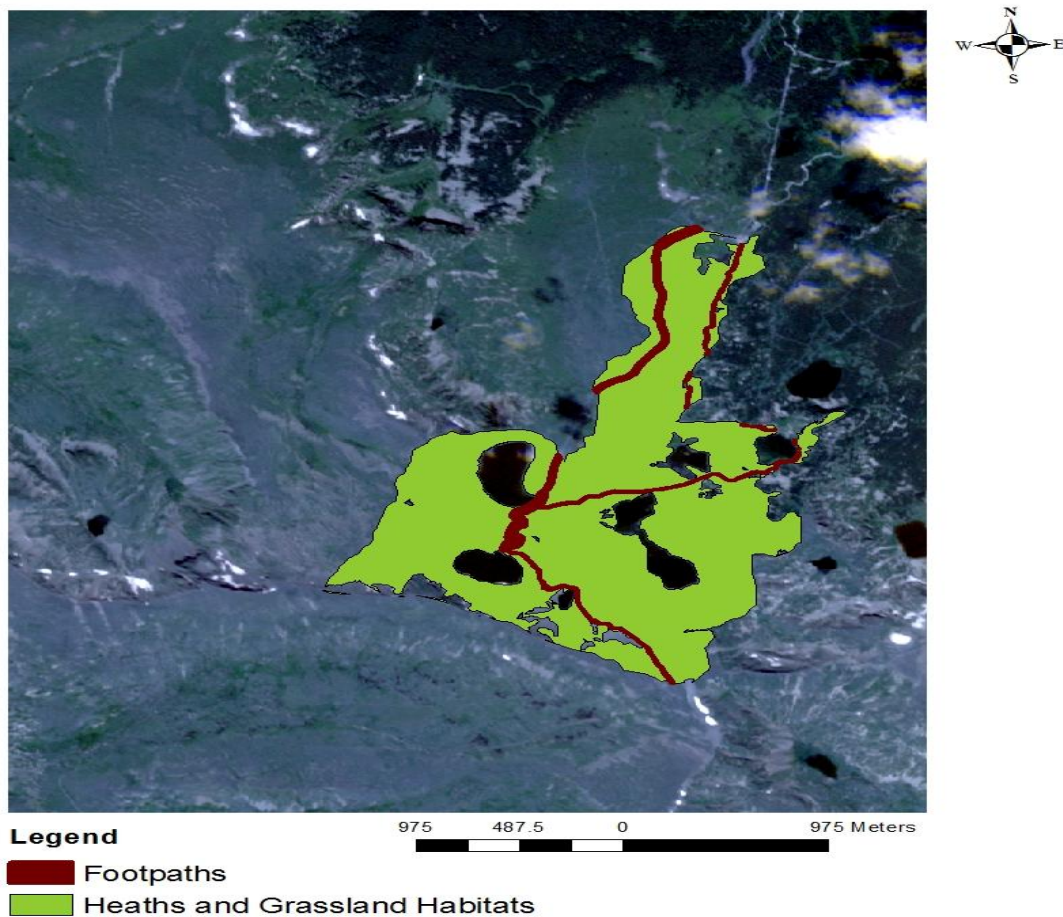 N
W E
S
975 487.5 0 975 Meters
Legend
Footpaths
Heaths and Grassland Habitats